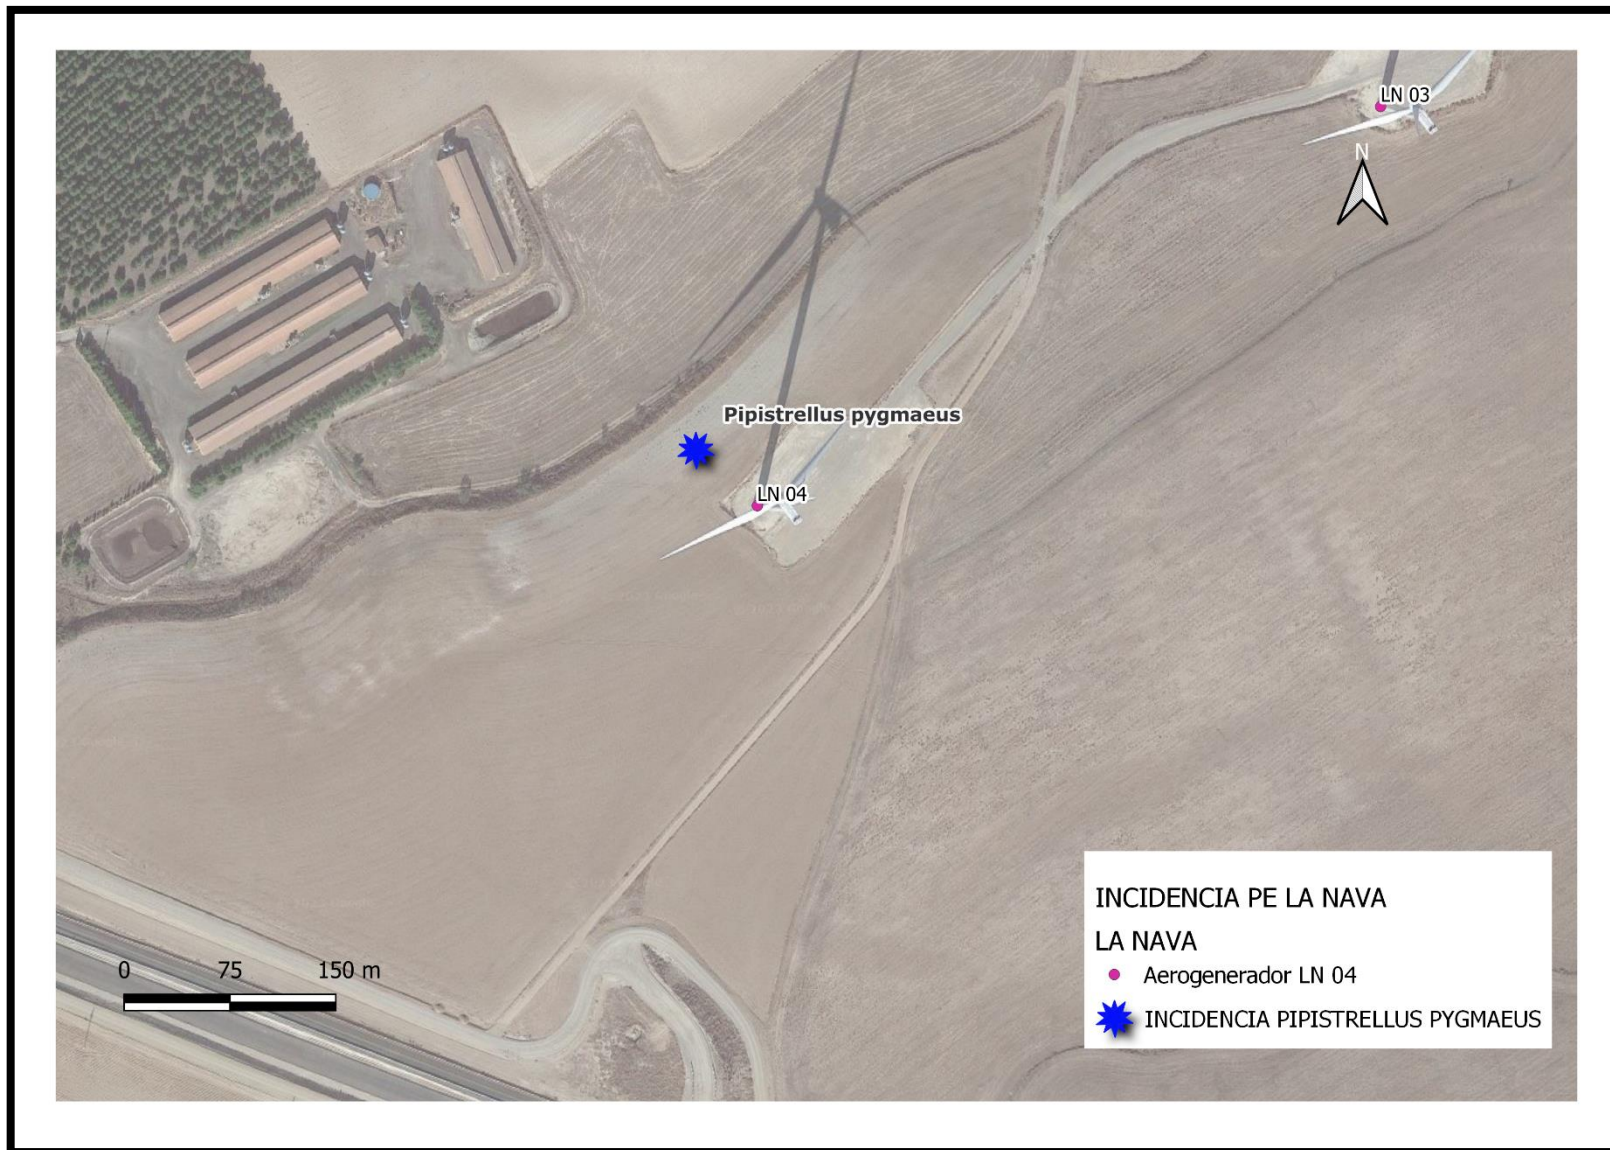 LN 03
N
Pipistrellus pygmaeus
LN 04
0 75 150 m
INCIDENCIA PE LA NAVA
LA NAVA
Aerogenerador LN 04
INCIDENCIA PIPISTRELLUS PYGMAEUS